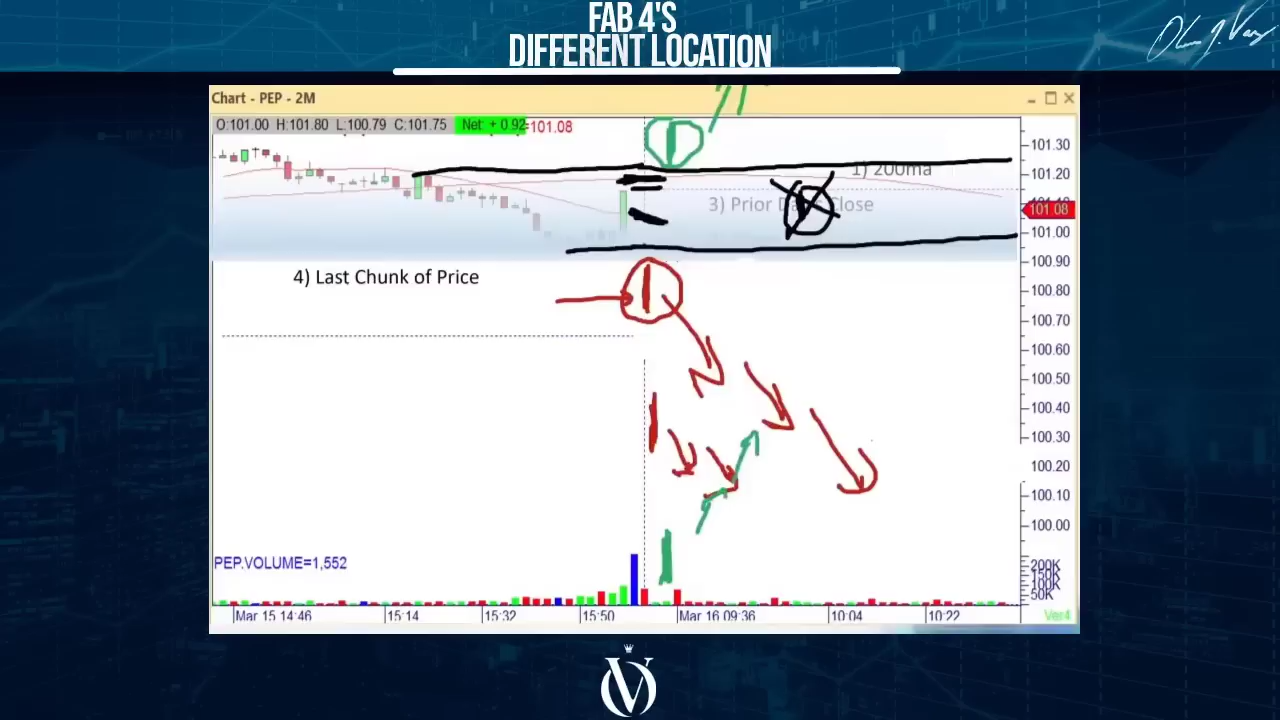 FAB 4'S
DIFFERENT LOCATION
Chart - PEP - 2M
O:101.00 H:101.80 L:100.79 C:101.75 Net: + 0.92 =101.08
101.30
1) 200ma
101.20
3) Prior Close
101.08
101.00
100.90
4) Last Chunk of Price
100.80
100.70
100.60
100.50
100.40
100.30
100.20
100.10
100.00
PEP.VOLUME=1,552
200K
100K
50K
Mar 15 14:46 15:14 15:32 15:50 Mar 16 09:36 10:04 10:22 Ver4